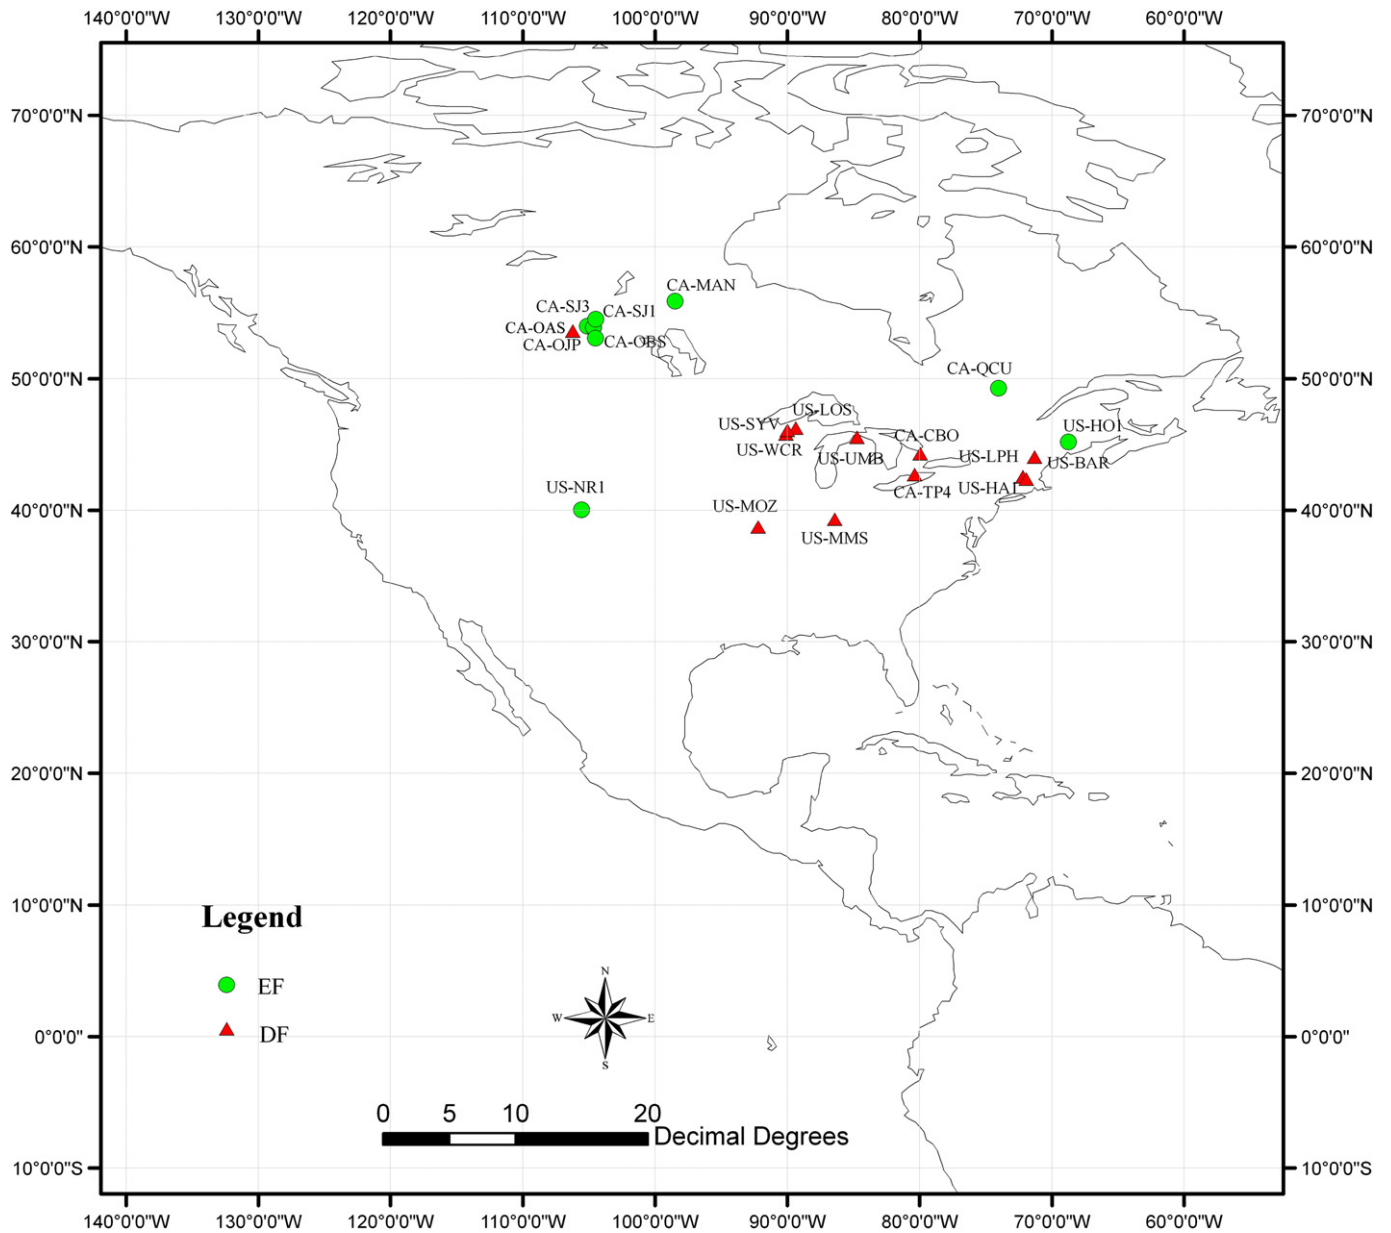 140°0'0"W 130°0'0"W 120°0'0"W 110°0'0"W 100°0'0"W 90°0'0"W 80°0'0"W 70°0'0"W 60°0'0"W
70°0'0"N 70°0'0"N
60°0'0"N 60°0'0"N
CA-MAN
CA-SJ3
CA-SJ1
CA-OAS
CA-OJP CA-OBS
50°0'0"N 50°0'0"N
CA-QCU
US-LOS
US-SYV
US-HO1
CA-CBO
US-WCR
US-UMB
US-LPH
US-BAR
US-NR1
CA-TP4
US-HA1
US-MOZ
40°0'0"N 40°0'0"N
US-MMS
30°0'0"N 30°0'0"N
20°0'0"N 20°0'0"N
10°0'0"N 10°0'0"N
Legend
EF
DF
N
W E
S
0°0'0" 0°0'0"
0 5 10 20
Decimal Degrees
10°0'0"S 10°0'0"S
140°0'0"W 130°0'0"W 120°0'0"W 110°0'0"W 100°0'0"W 90°0'0"W 80°0'0"W 70°0'0"W 60°0'0"W